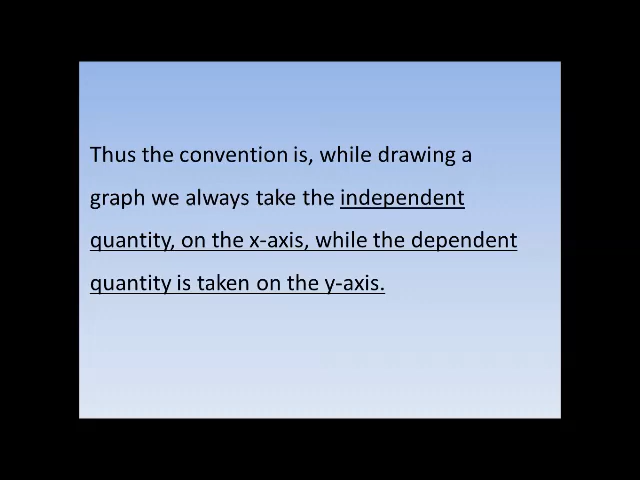 Thus the convention is, while drawing a
graph we always take the independent
quantity, on the x-axis, while the dependent
quantity is taken on the y-axis.